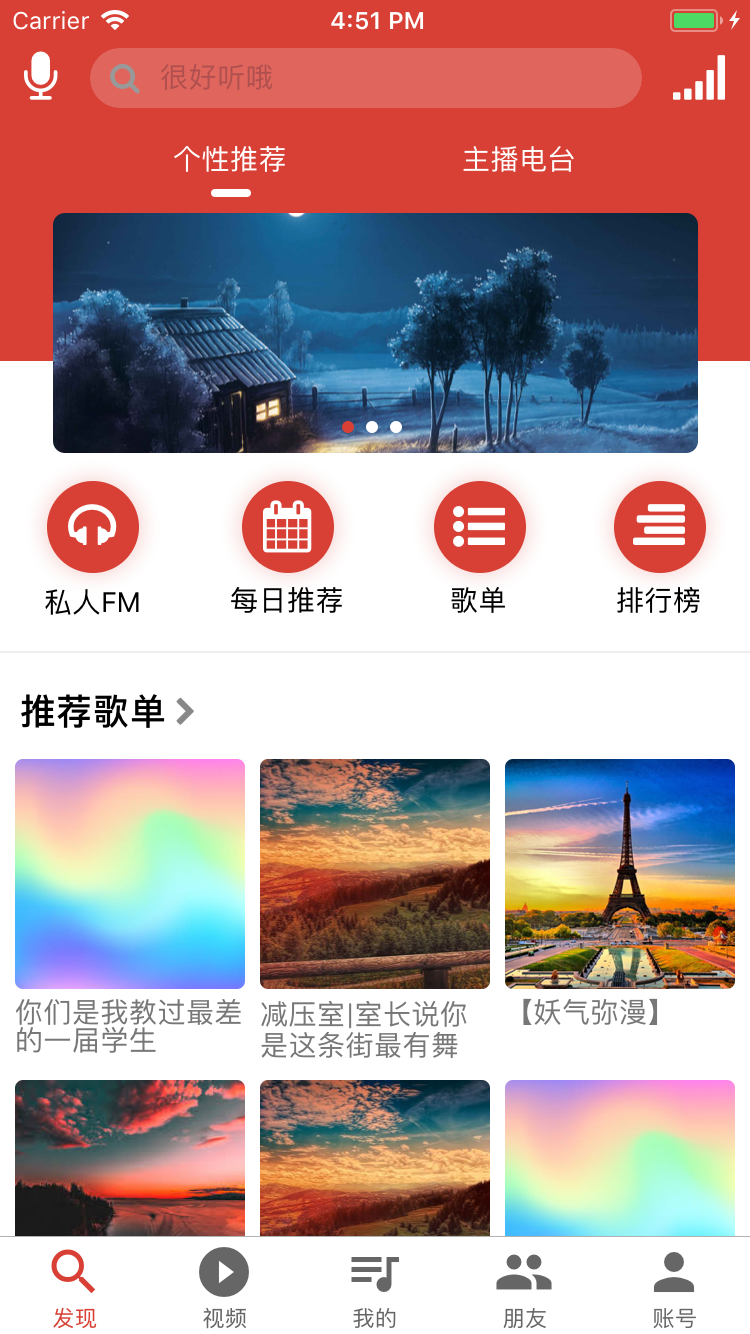 Carrier 4:51 PM
很好听哦
个性推荐 主播电台
私人FM 每日推荐 歌单 排行榜
推荐歌单
你们是我教过最差
的一届学生
减压室|室长说你
是这条街最有舞
【妖气弥漫】
发现 视频 我的 朋友 账号